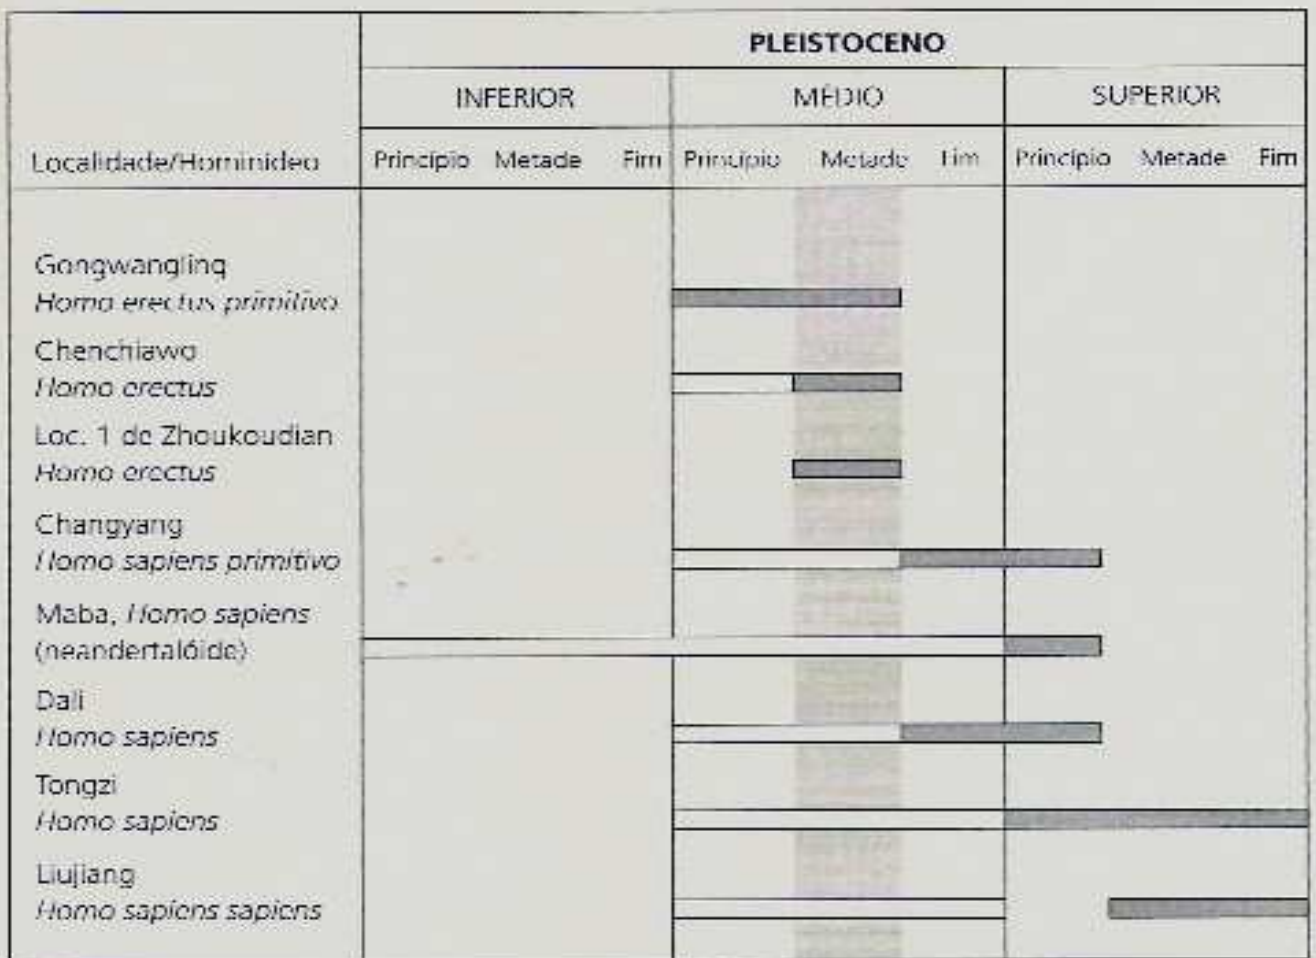 PLEISTOCENO
INFERIOR MÉDIO SUPERIOR
Localidade/Hominídeo Princípio Metade Fim Princípio Metade Fim Princípio Metade Fim
Gongwangling
Homo erectus primitivo
Chenchiawo
Homo erectus
Loc. 1 de Zhoukoudian
Homo erectus
Changyang
Homo sapiens primitivo
Maba, Homo sapiens
(neandertalóide)
Dali
Homo sapiens
Tongzi
Homo sapiens
Liujiang
Homo sapiens sapiens